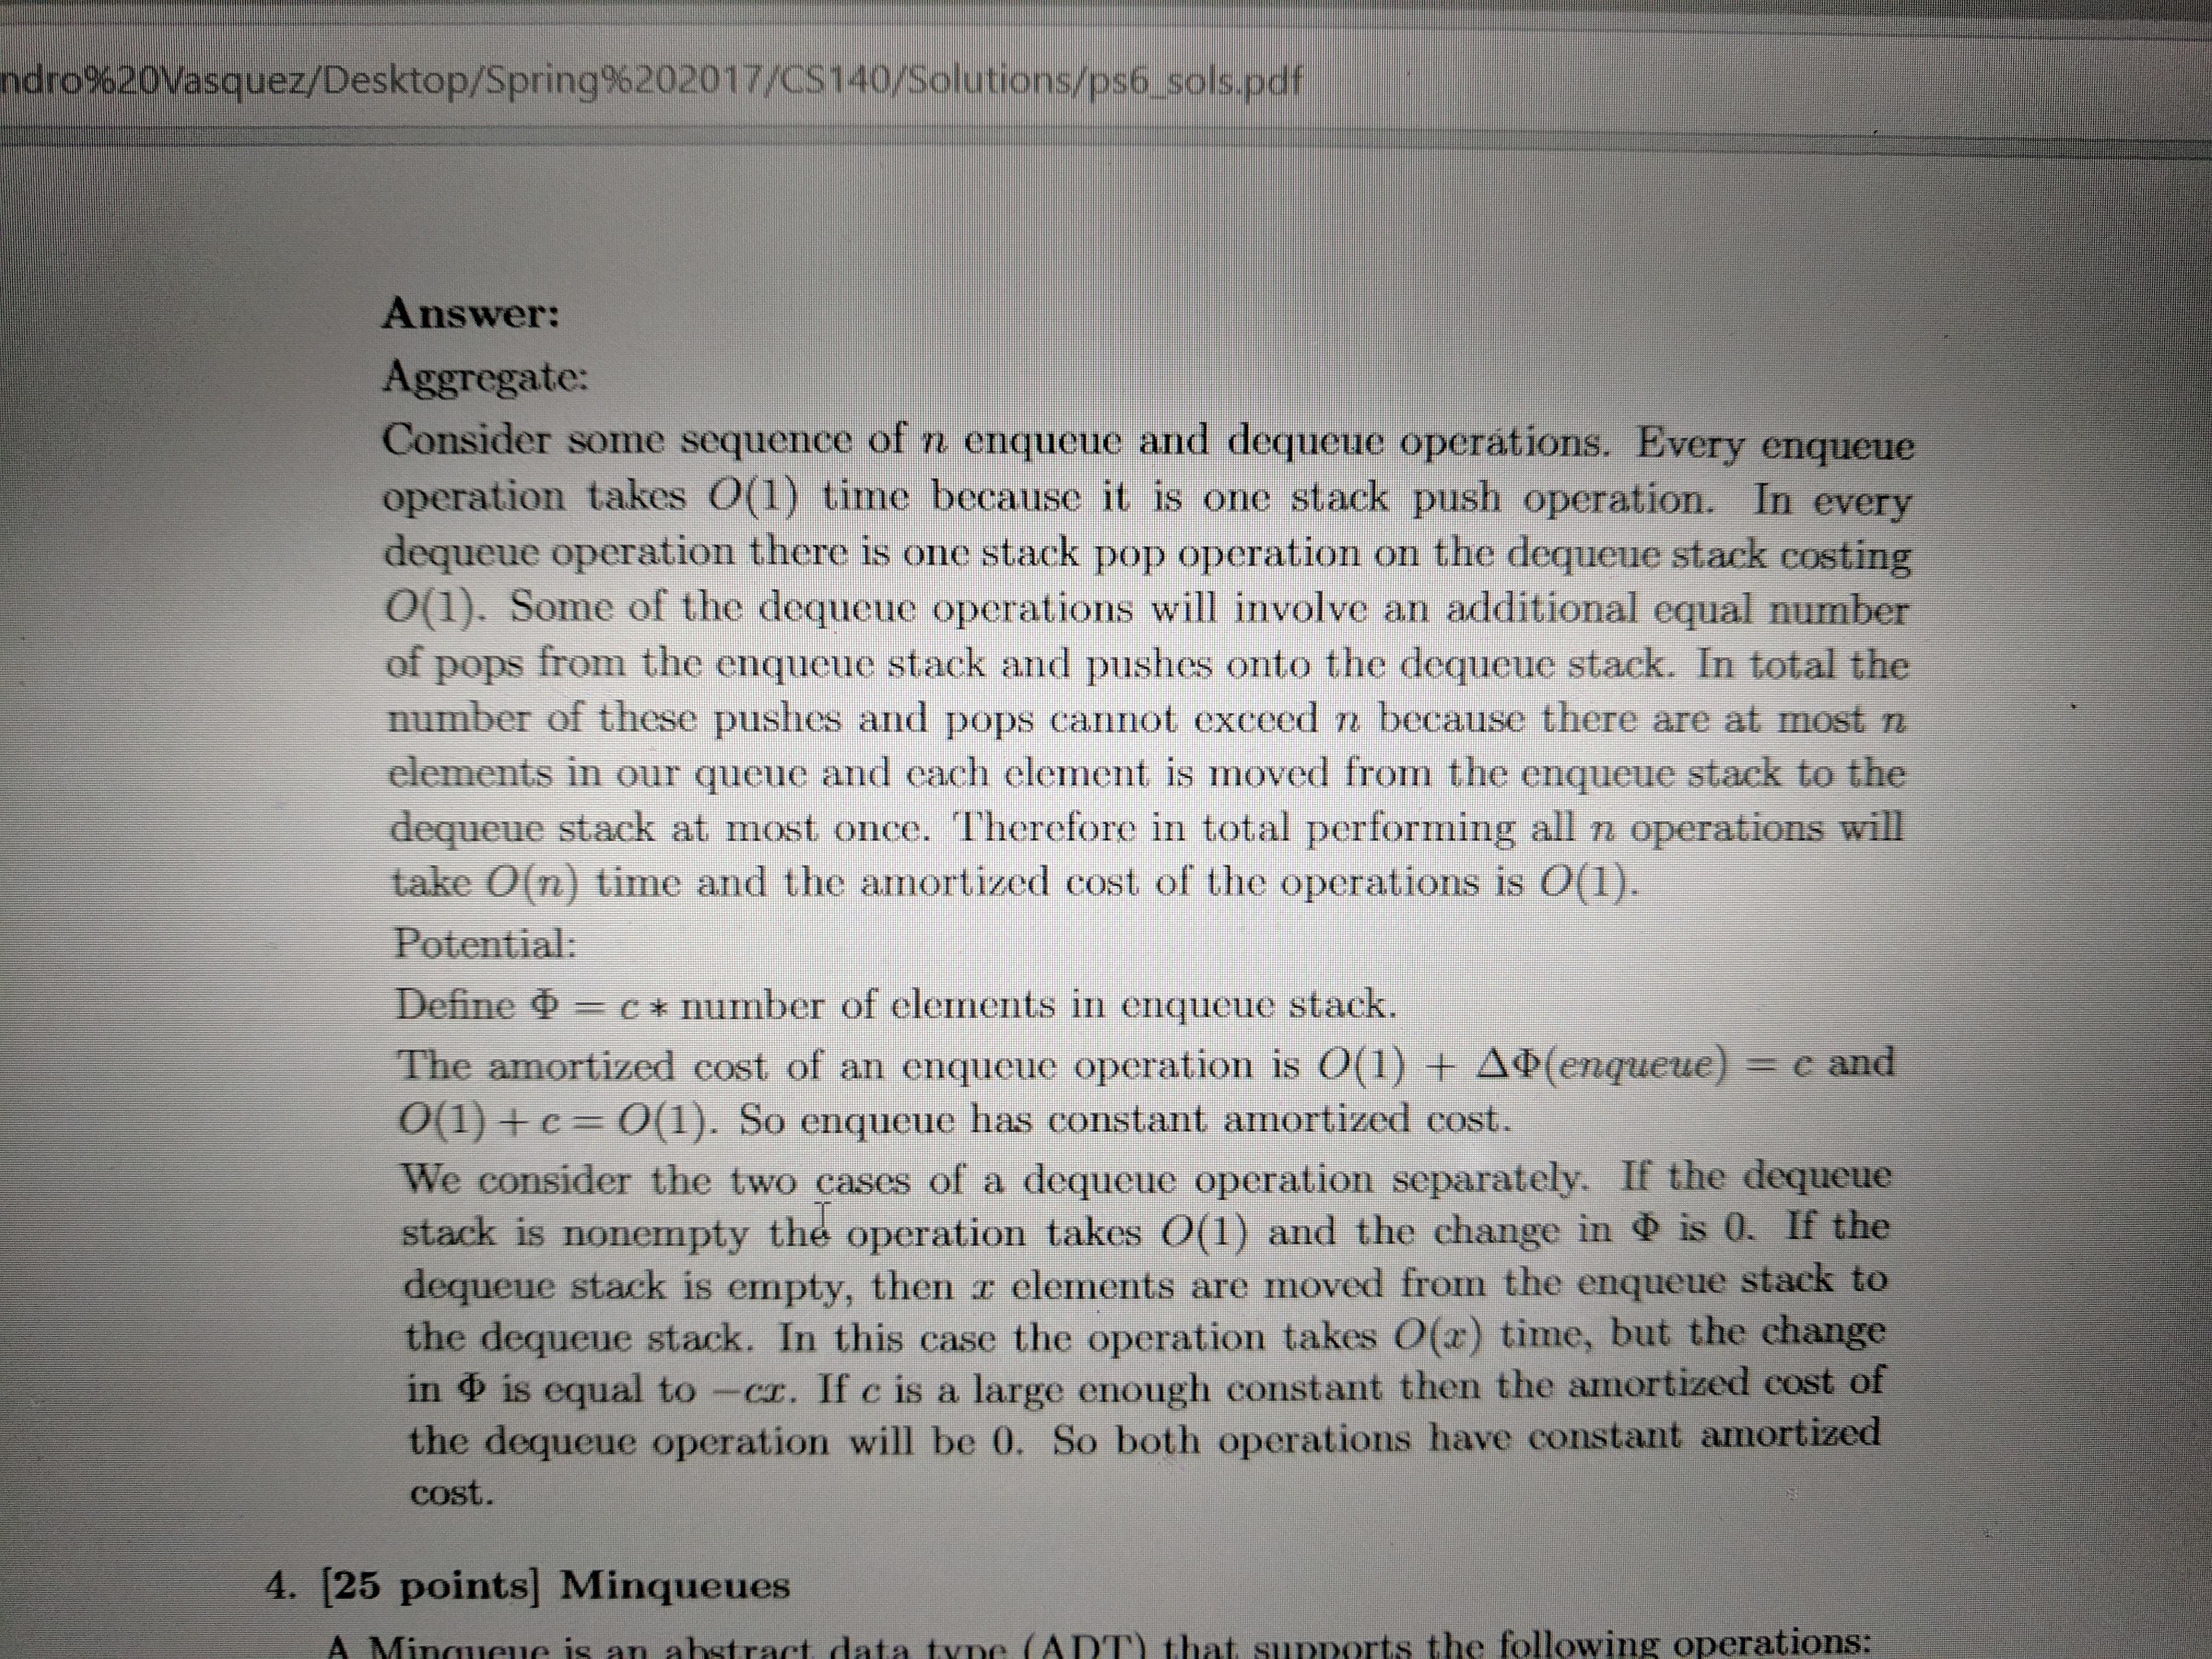 ndro%20Vasquez/Desktop/Spring%202017/CS140/Solutions/ps6_sols.pdf
Answer:
Aggregate:
Consider some sequence of n enqueue and dequeue operations. Every enqueue
operation takes O(1) time because it is one stack push operation. In every
dequeue operation there is one stack pop operation on the dequeue stack costing
O(1). Some of the dequeue operations will involve an additional equal number
of pops from the enqueue stack and pushes onto the dequeue stack. In total the
number of these pushes and pops cannot exceed n because there are at most n
elements in our queue and each element is moved from the enqueue stack to the
dequeue stack at most once. Therefore in total performing all n operations will
take O(n) time and the amortized cost of the operations is O(1).
Potential:
Define Φ = c * number of elements in enqueue stack.
The amortized cost of an enqueue operation is O(1) + ΔΦ(enqueue) = c and
O(1) + c = O(1). So enqueue has constant amortized cost.
We consider the two cases of a dequeue operation separately. If the dequeue
stack is nonempty the operation takes O(1) and the change in Φ is 0. If the
dequeue stack is empty, then x elements are moved from the enqueue stack to
the dequeue stack. In this case the operation takes O(x) time, but the change
in Φ is equal to −cx. If c is a large enough constant then the amortized cost of
the dequeue operation will be 0. So both operations have constant amortized
cost.
4. [25 points] Minqueues
A Minqueue is an abstract data type (ADT) that supports the following operations: